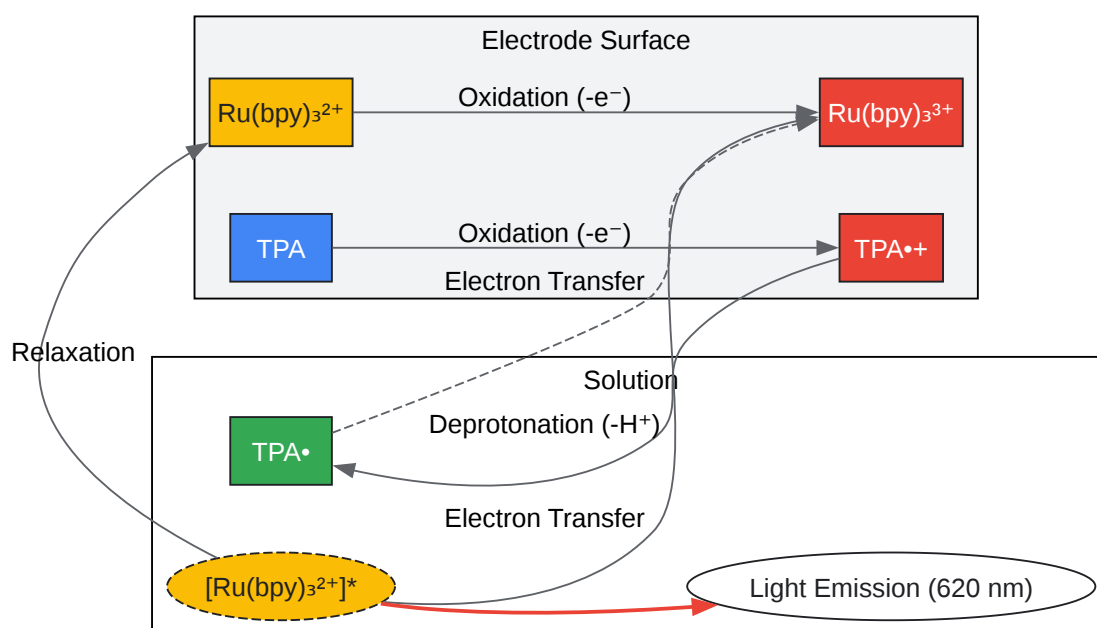 Electrode Surface
Ru(bpy)₃²⁺
Oxidation (-e⁻)
Ru(bpy)₃³⁺
TPA
Oxidation (-e⁻)
TPA•+
Electron Transfer
Relaxation
Solution
TPA•
Deprotonation (-H⁺)
Electron Transfer
[Ru(bpy)₃²⁺]*
Light Emission (620 nm)